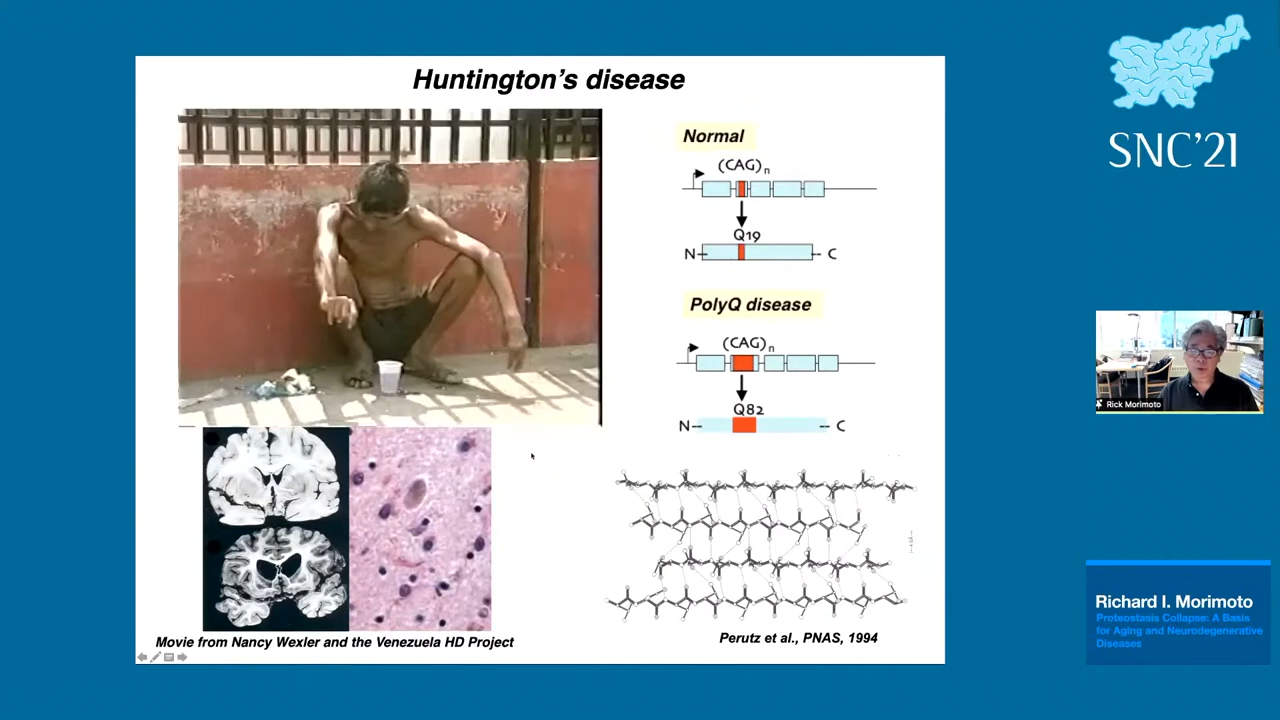 Huntington's disease
Normal
(CAG)n
Q19
N
C
PolyQ disease
(CAG)n
Q82
N
C
Movie from Nancy Wexler and the Venezuela HD Project
Perutz et al., PNAS, 1994
SNC'21
Rick Morimoto
Richard I. Morimoto
Proteostasis Collapse: A Basis
for Aging and Neurodegenerative
Diseases